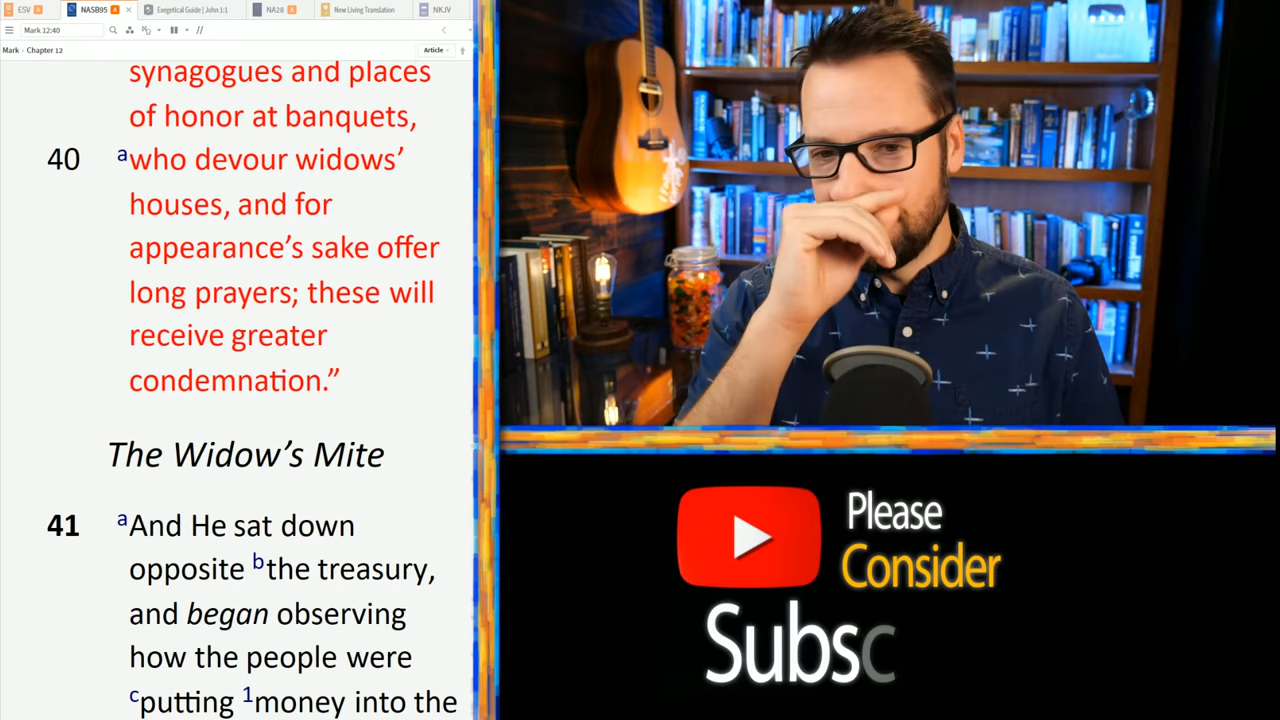 ESV A NASB95 A × Exegetical Guide | John 1:1 NA28 A New Living Translation NKJV
Mark 12:40
Mark › Chapter 12 Article
synagogues and places
of honor at banquets,
40 awho devour widows’
houses, and for
appearance’s sake offer
long prayers; these will
receive greater
condemnation.”
The Widow’s Mite
41 aAnd He sat down
opposite bthe treasury,
and began observing
how the people were
cputting 1money into the
Please
Consider
Subsc